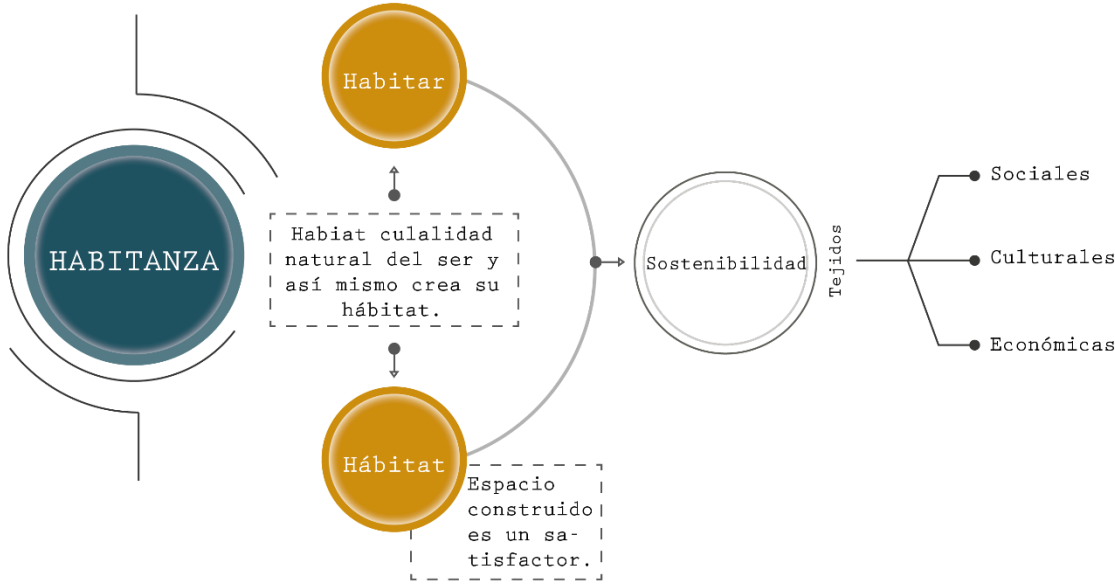 HABITANZA
Habitar
Habiat culalidad
natural del ser y
así mismo crea su
hábitat.
Hábitat
Espacio
construido
es un sa-
tisfactor.
Sostenibilidad
Tejidos
Sociales
Culturales
Económicas